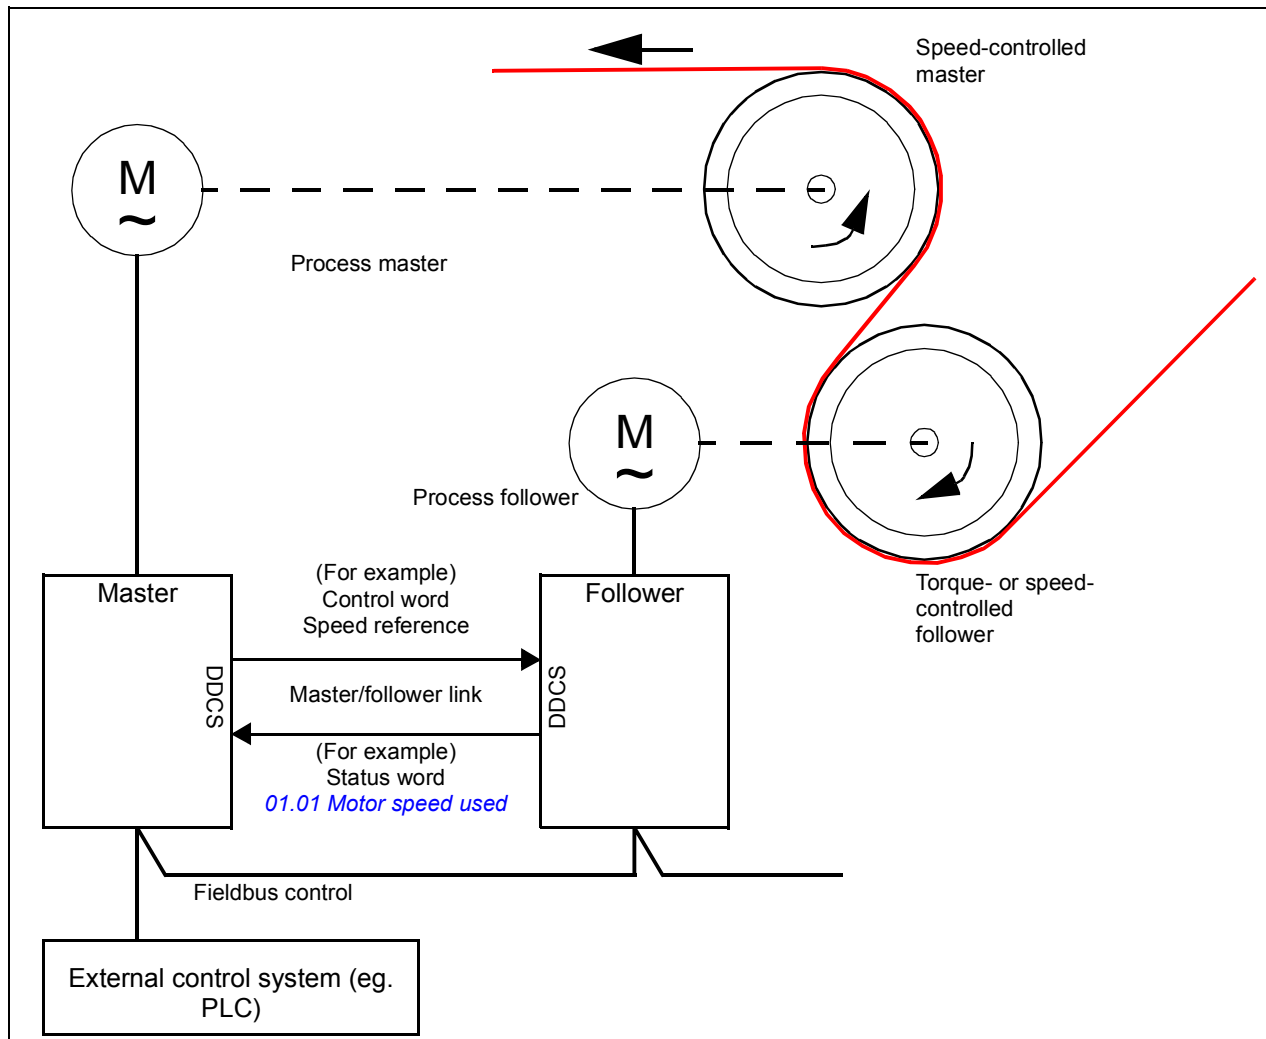 Speed-controlled
master
M
~
Process master
M
~
Process follower
(For example)
Control word
Speed reference
Master
Follower
Torque- or speed-
controlled
follower
DDCS
DDCS
Master/follower link
(For example)
Status word
01.01 Motor speed used
Fieldbus control
External control system (eg.
PLC)